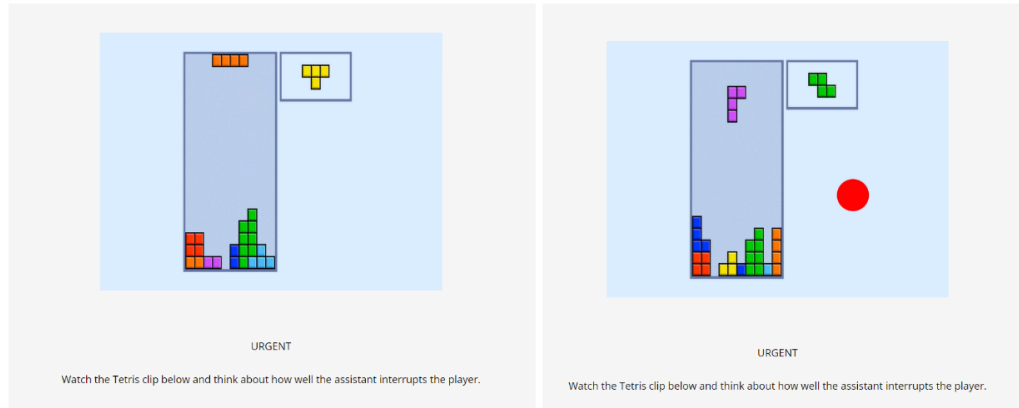 URGENT
Watch the Tetris clip below and think about how well the assistant interrupts the player.
URGENT
Watch the Tetris clip below and think about how well the assistant interrupts the player.